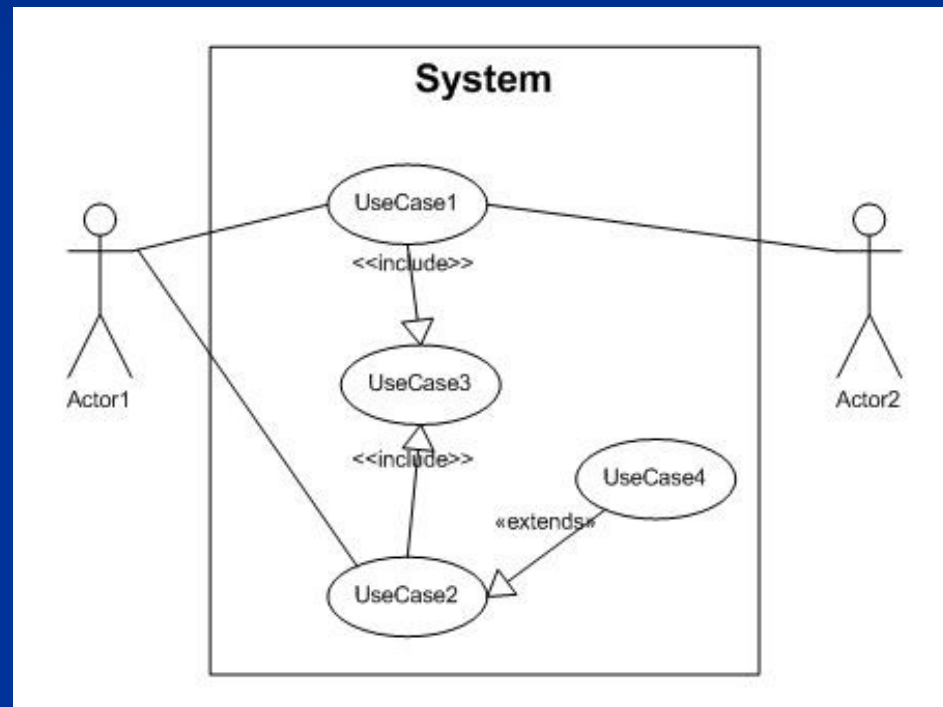 System
UseCase1
<<include>>
UseCase3
Actor1
Actor2
<<include>>
UseCase4
«extends»
UseCase2